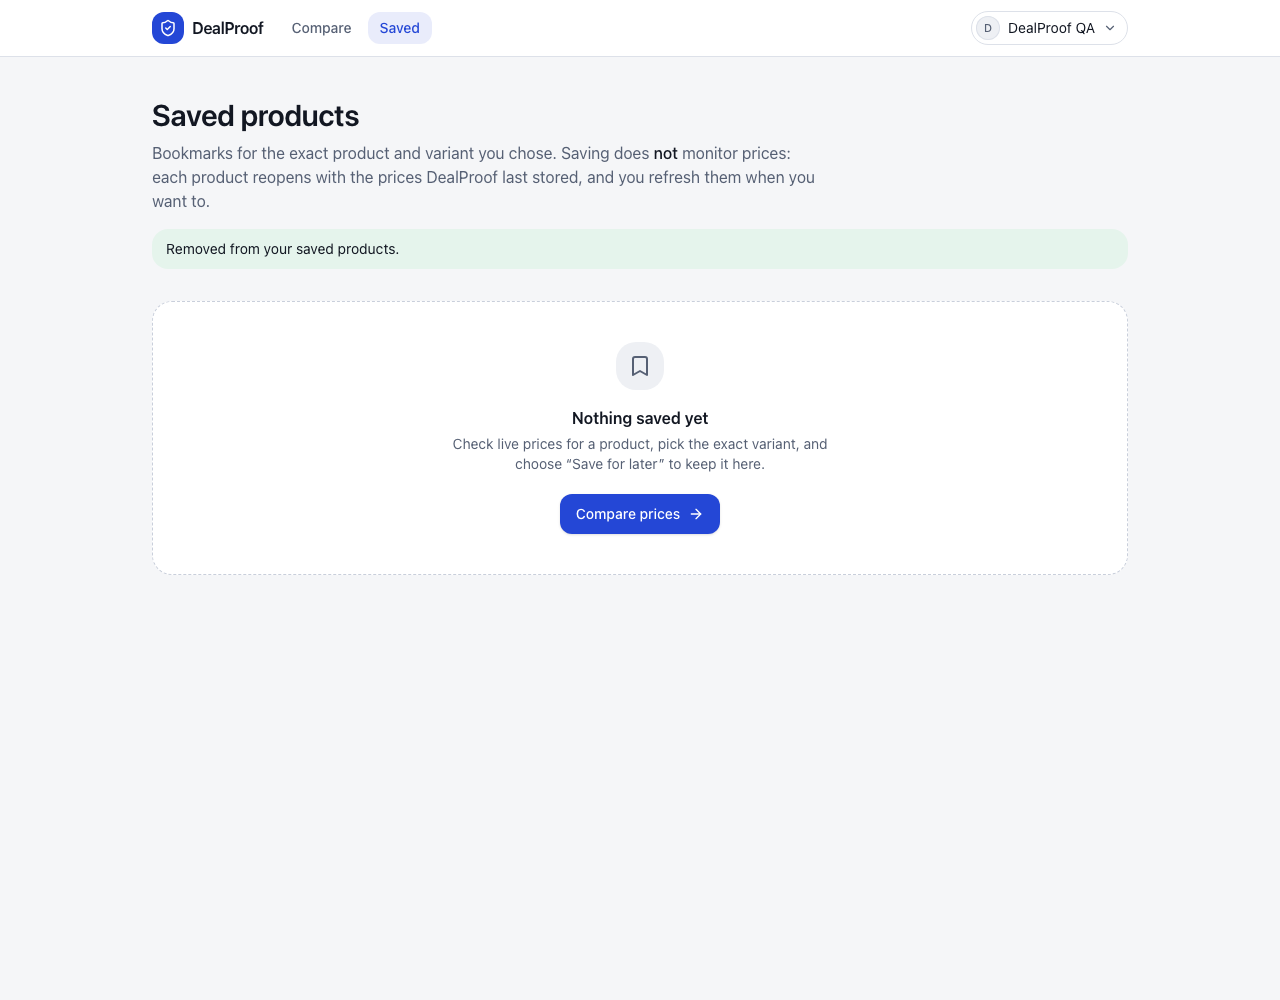 DealProof
Compare
Saved
D
DealProof QA
Saved products
Bookmarks for the exact product and variant you chose. Saving does not monitor prices:
each product reopens with the prices DealProof last stored, and you refresh them when you
want to.
Removed from your saved products.
Nothing saved yet
Check live prices for a product, pick the exact variant, and
choose “Save for later” to keep it here.
Compare prices